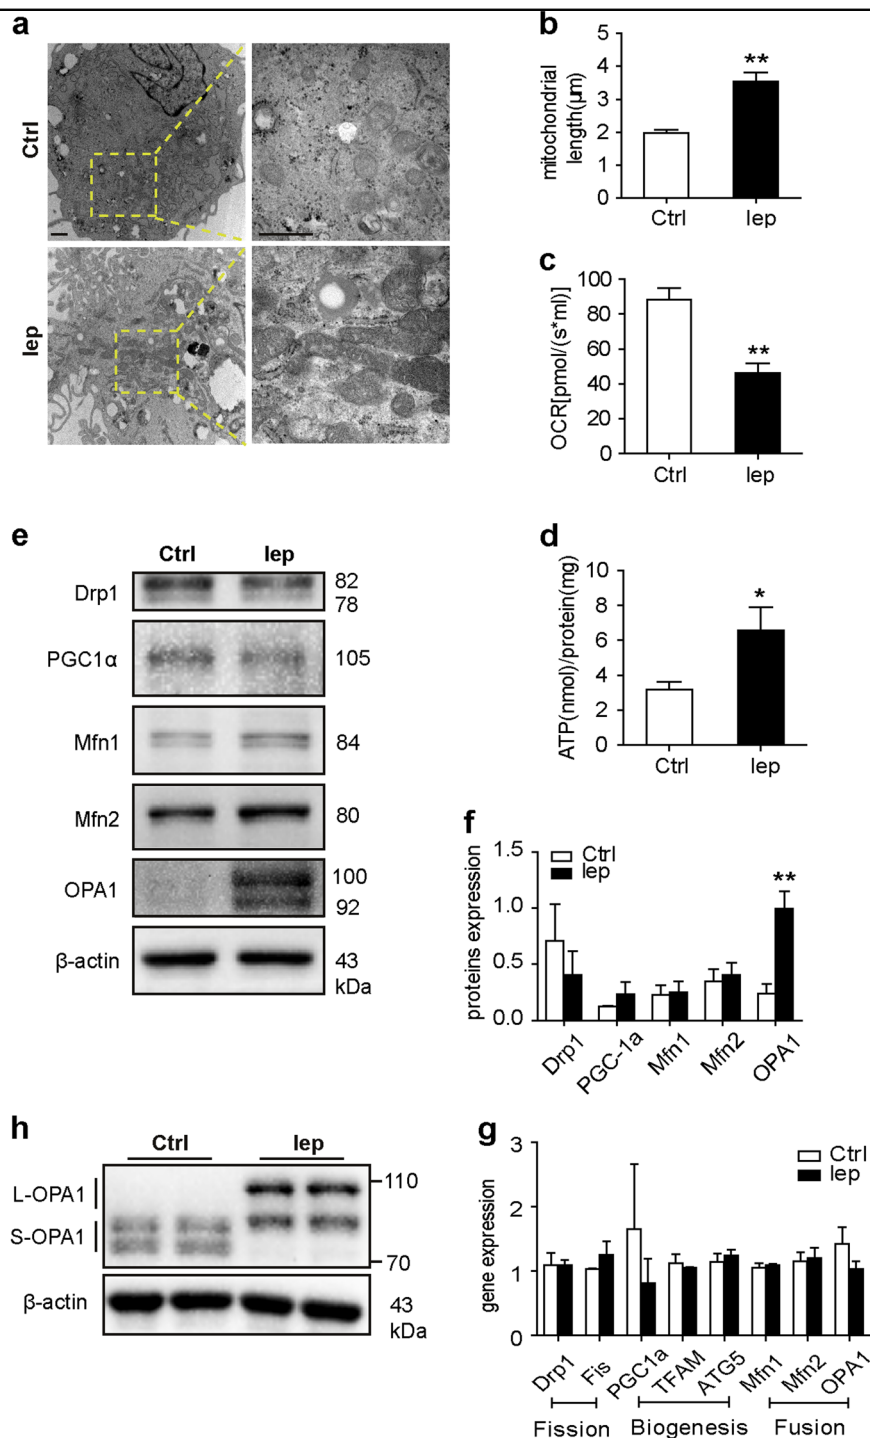 a
Ctrl
lep
b
mitochondrial
length(μm)
5
4
3
2
1
0
**
Ctrl
lep
c
OCR[pmol/(s*ml)]
100
80
60
40
20
0
**
Ctrl
lep
e
Ctrl
lep
Drp1
82
78
PGC1α
105
Mfn1
84
Mfn2
80
OPA1
100
92
β-actin
43
kDa
d
ATP(nmol)/protein(mg)
10
8
6
4
2
0
*
Ctrl
lep
f
proteins expression
1.5
1.0
0.5
0.0
Ctrl
lep
**
Drp1
PGC-1a
Mfn1
Mfn2
OPA1
h
Ctrl
lep
L-OPA1
S-OPA1
110
70
β-actin
43
kDa
g
gene expression
3
2
1
0
Ctrl
lep
Drp1
Fis
PGC1a
TFAM
ATG5
Mfn1
Mfn2
OPA1
Fission
Biogenesis
Fusion